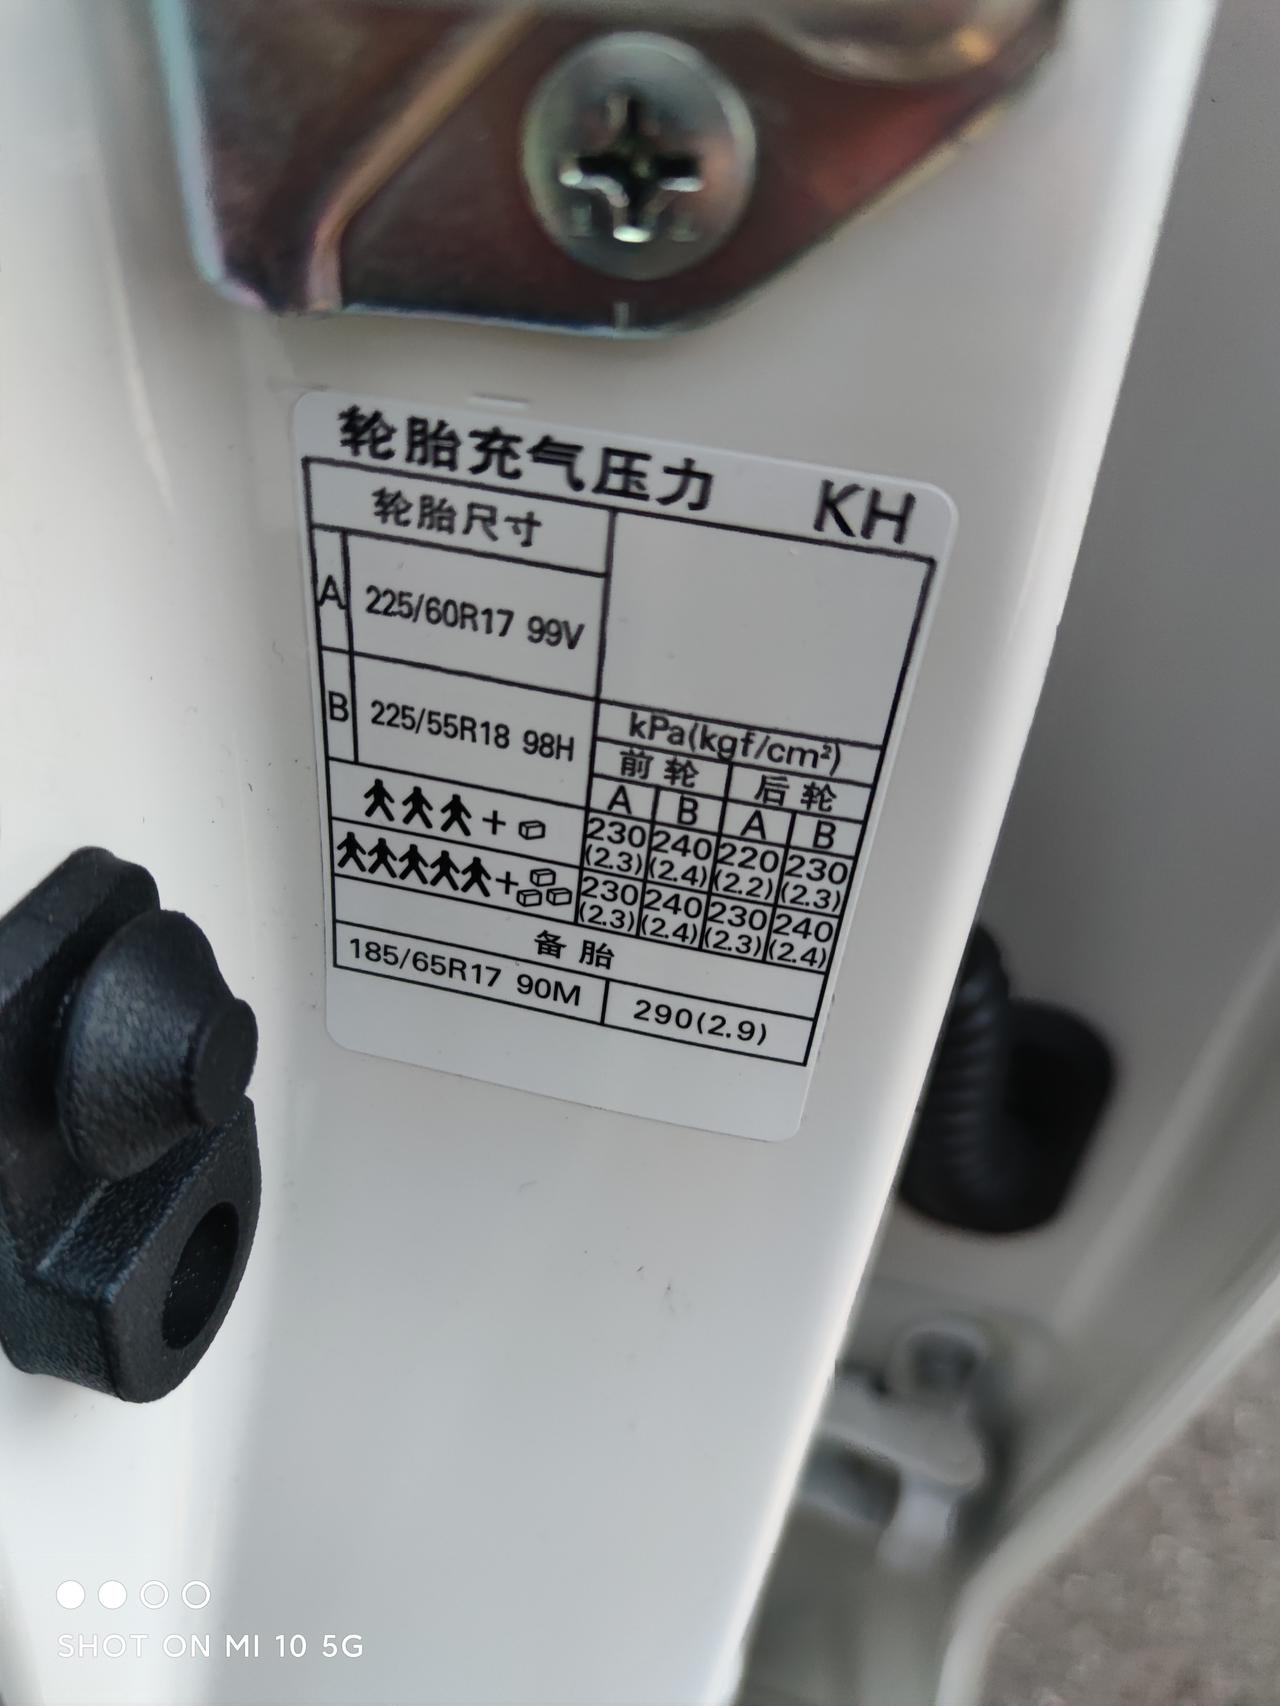 轮胎充气压力 KH
轮胎尺寸
A 225/60R17 99V
B 225/55R18 98H
kPa(kgf/cm²)
前轮 后轮
A B A B
+ 230 240 220 230
(2.3) (2.4) (2.2) (2.3)
+ 230 240 230 240
(2.3) (2.4) (2.3) (2.4)
备胎
185/65R17 90M 290(2.9)
SHOT ON MI 10 5G